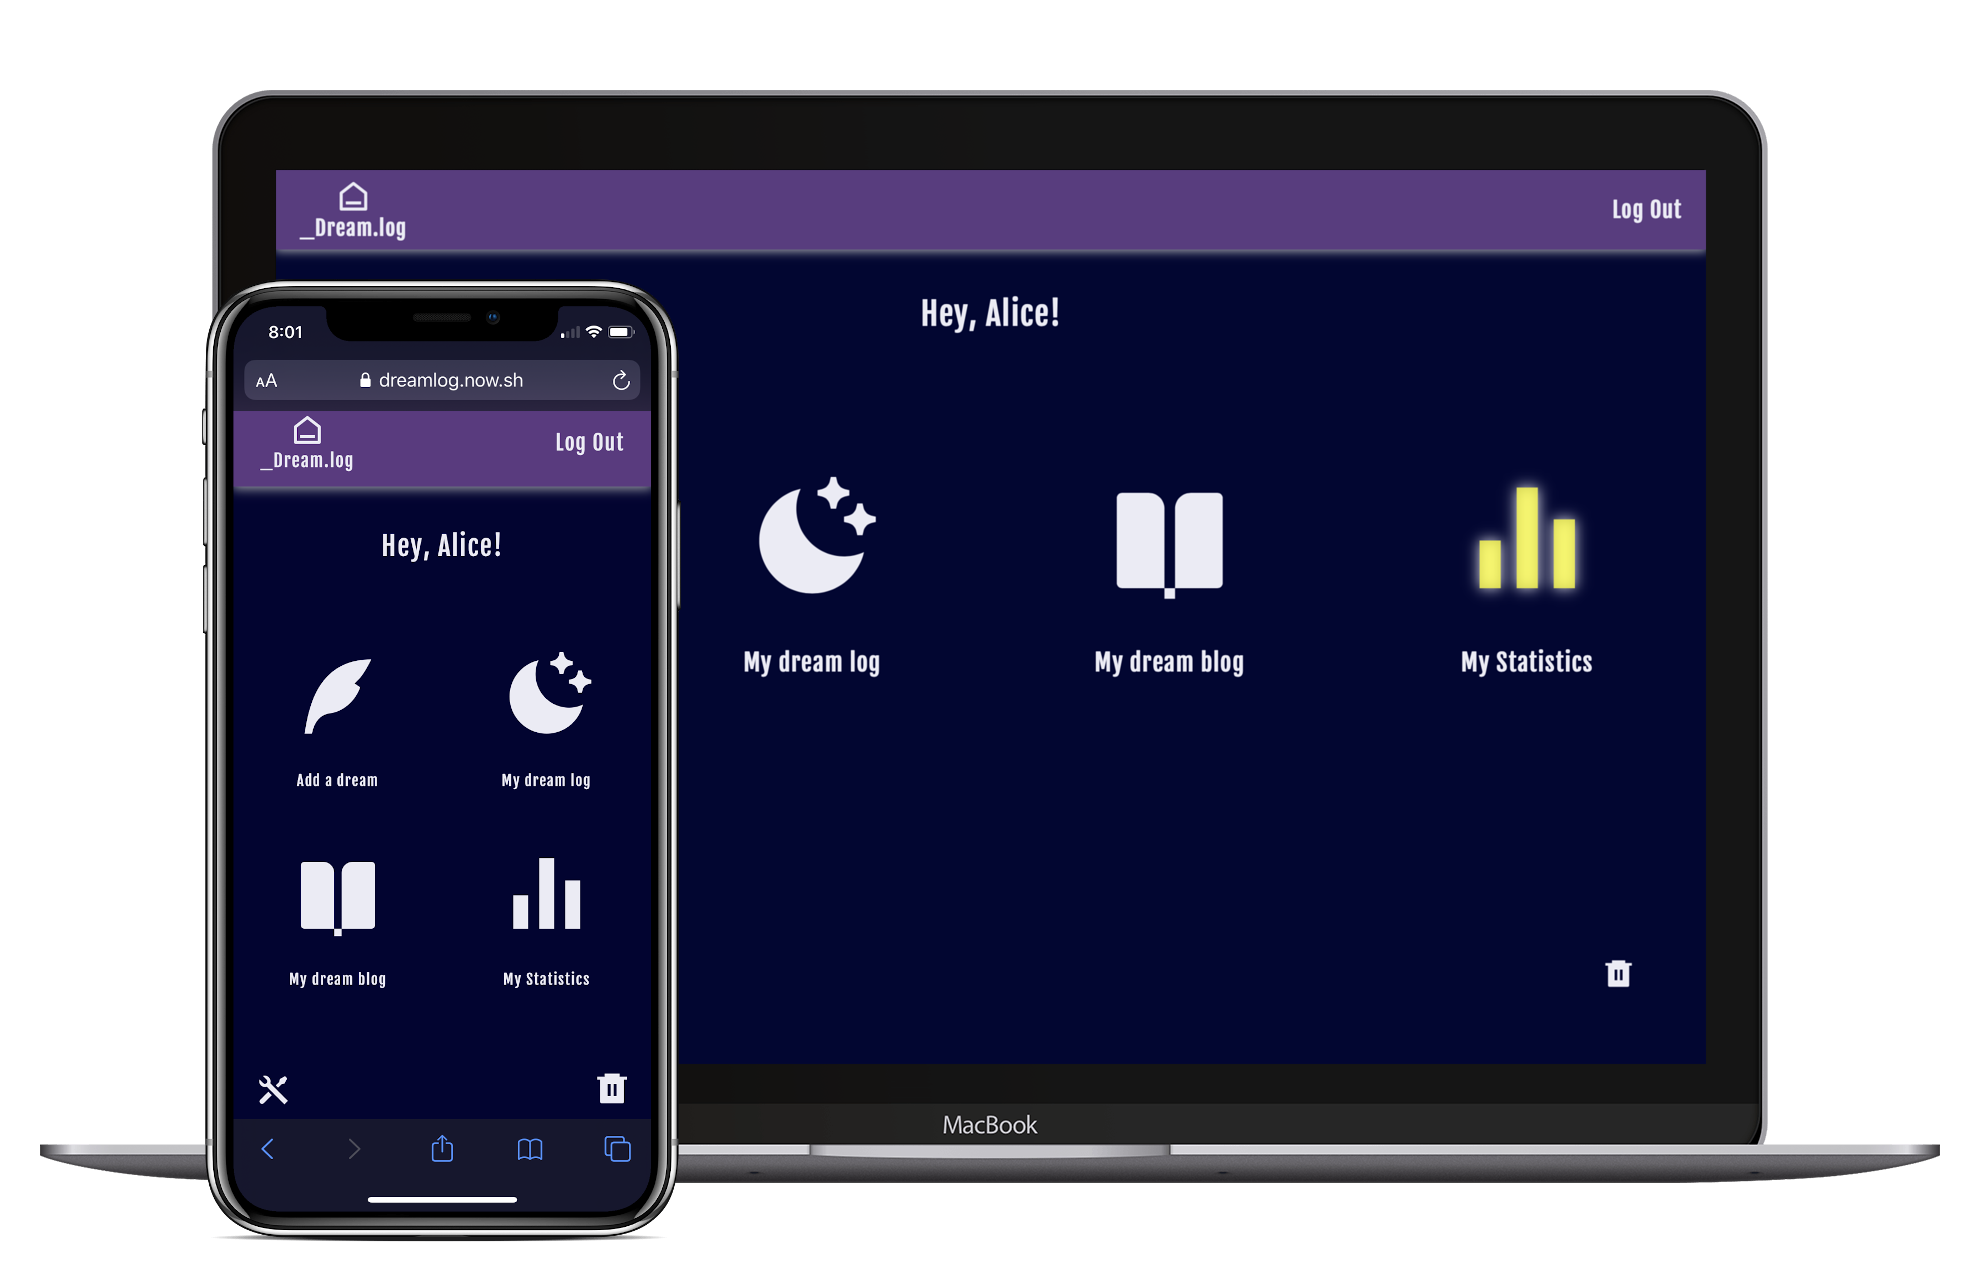 _Dream.log
Log Out
Hey, Alice!
My dream log
My dream blog
My Statistics
MacBook
8:01
AA
dreamlog.now.sh
_Dream.log
Log Out
Hey, Alice!
Add a dream
My dream log
My dream blog
My Statistics